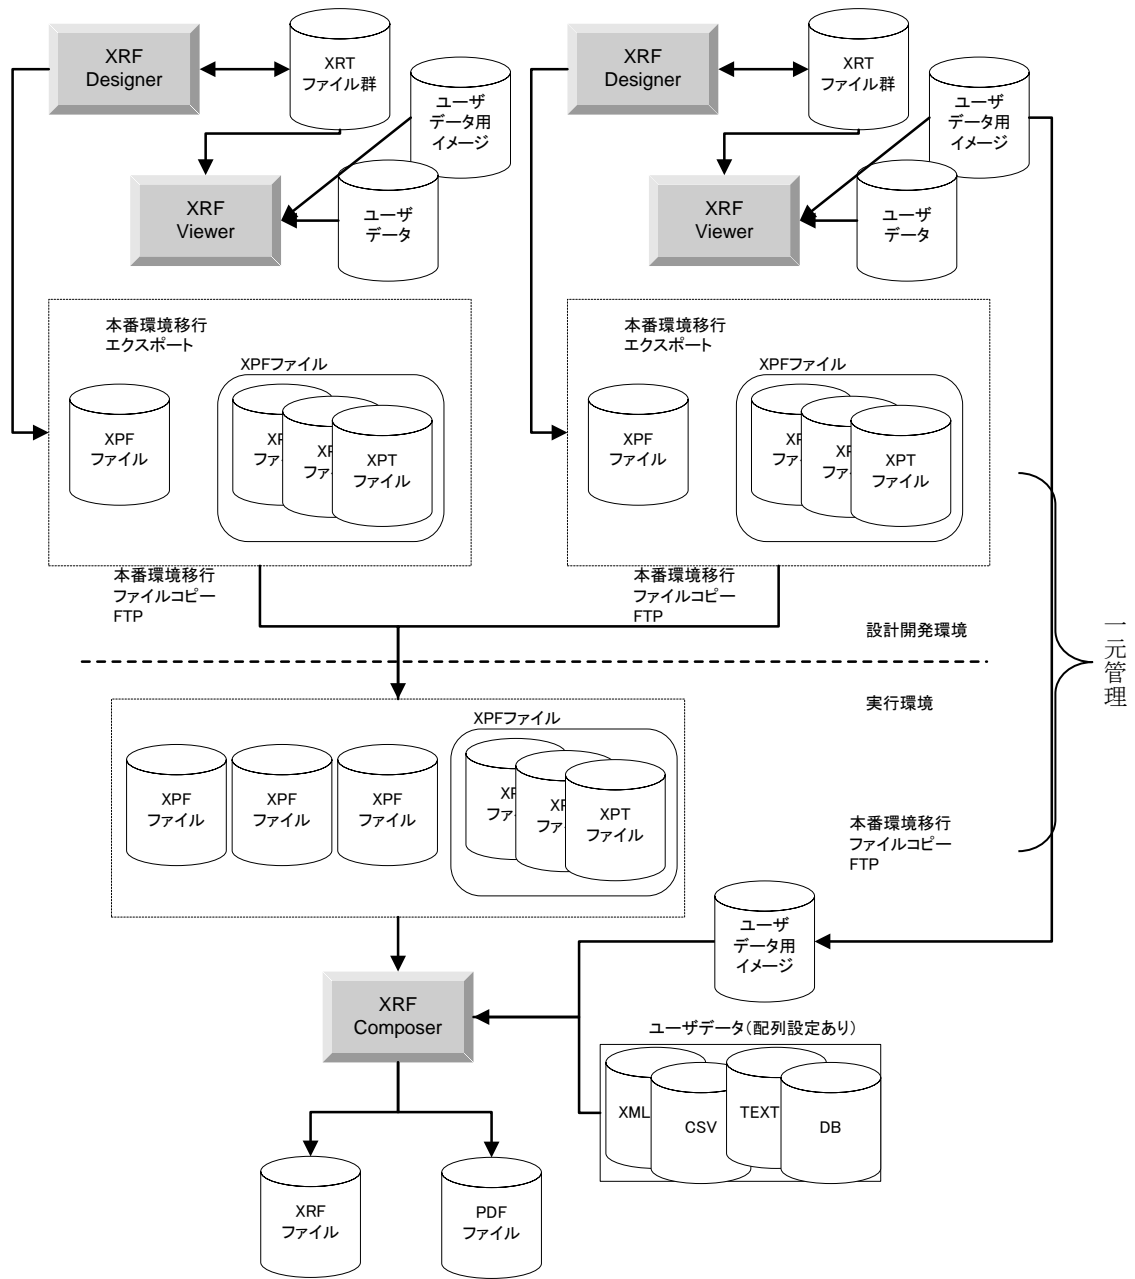 XRF
Designer
XRT
ファイル群
ユーザ
データ用
イメージ
XRF
Viewer
ユーザ
データ
XRF
Designer
XRT
ファイル群
ユーザ
データ用
イメージ
XRF
Viewer
ユーザ
データ
本番環境移行
エクスポート
XPFファイル
XPF
ファイル
XPT
ファイル
本番環境移行
ファイルコピー
FTP
本番環境移行
エクスポート
XPFファイル
XPF
ファイル
XPT
ファイル
本番環境移行
ファイルコピー
FTP
設計開発環境
一元管理
実行環境
XPFファイル
XPF
ファイル
XPF
ファイル
XPF
ファイル
XPT
ファイル
本番環境移行
ファイルコピー
FTP
ユーザ
データ用
イメージ
XRF
Composer
ユーザデータ（配列設定あり）
XML
CSV
TEXT
DB
XRF
ファイル
PDF
ファイル